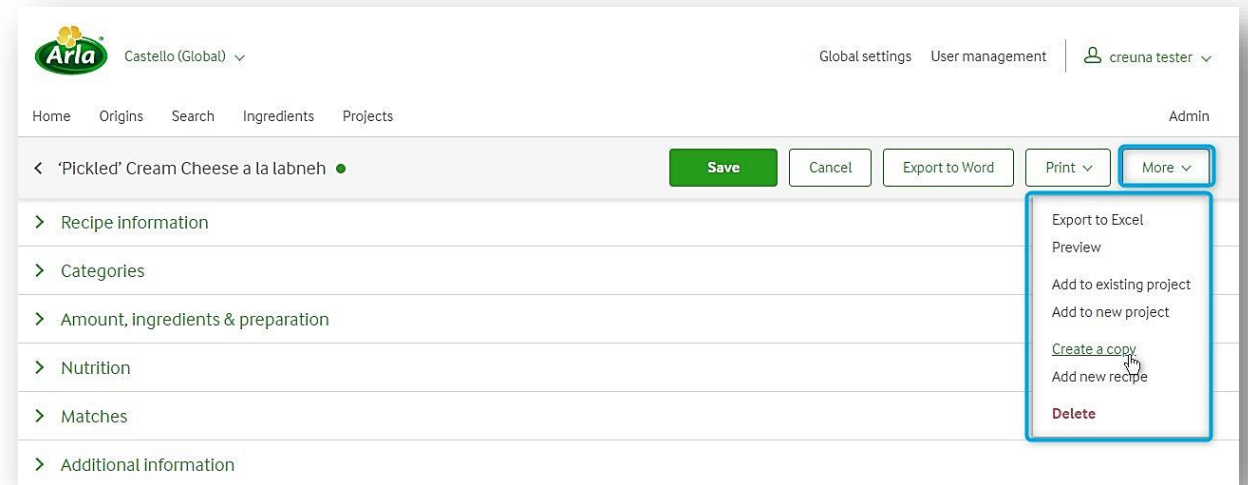 Arla
Castello (Global)
Global settings User management creuna tester
Home Origins Search Ingredients Projects Admin
‘Pickled’ Cream Cheese a la labneh Save Cancel Export to Word Print More
Recipe information
Categories
Amount, ingredients & preparation
Nutrition
Matches
Additional information
Export to Excel
Preview
Add to existing project
Add to new project
Create a copy
Add new recipe
Delete